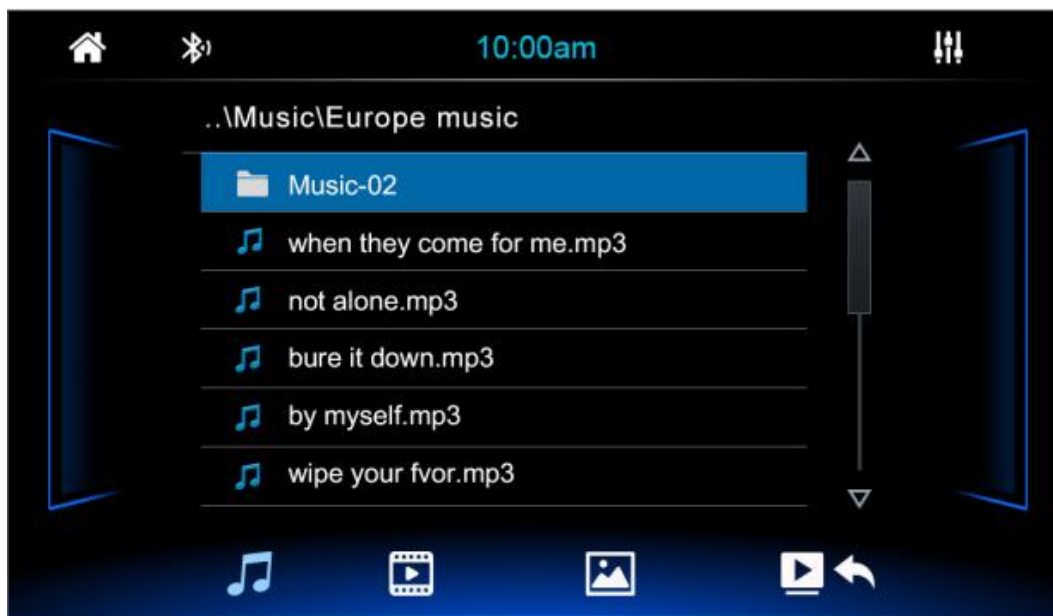 10:00am
..\Music\Europe music
Music-02
when they come for me.mp3
not alone.mp3
bure it down.mp3
by myself.mp3
wipe your fvor.mp3